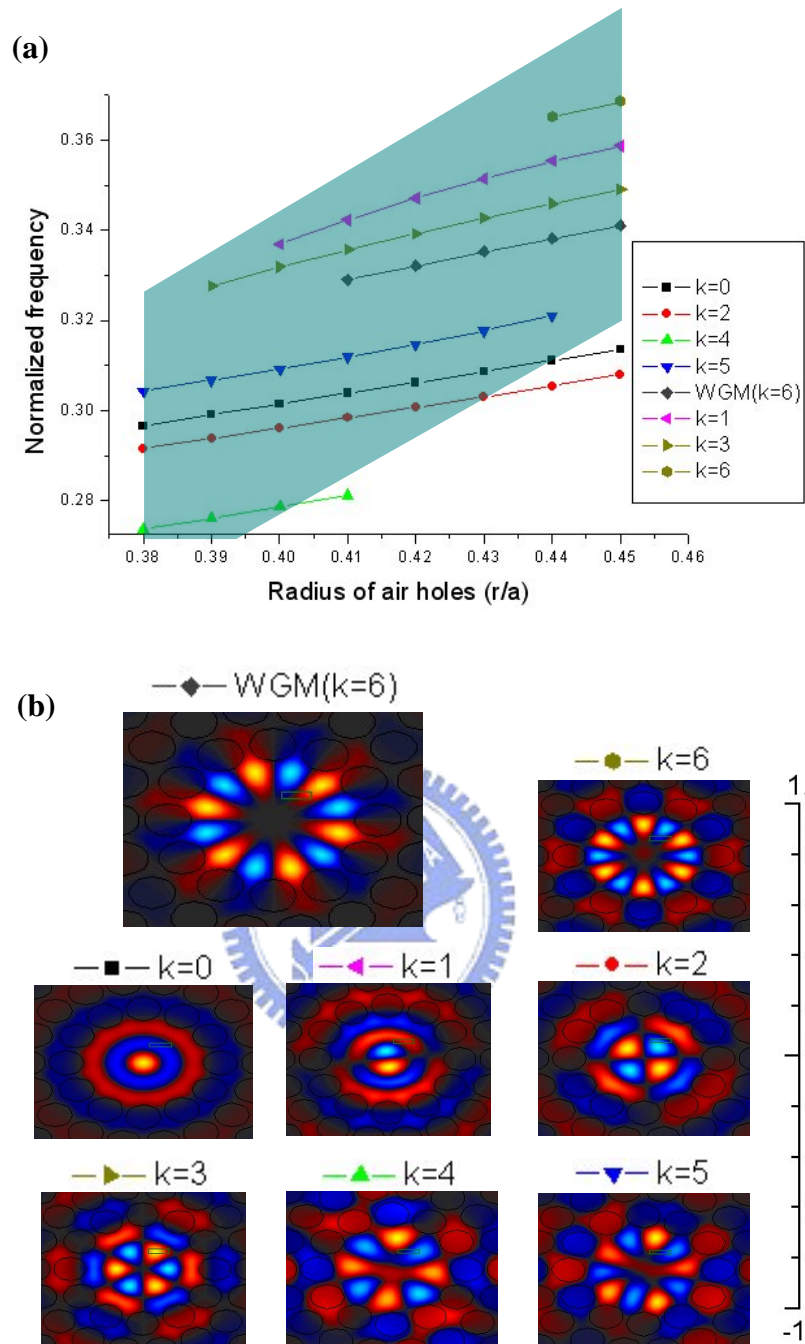 (a)
Normalized frequency
0.36
0.34
0.32
0.30
0.28
0.38 0.39 0.40 0.41 0.42 0.43 0.44 0.45 0.46
Radius of air holes (r/a)
k=0
k=2
k=4
k=5
WGM(k=6)
k=1
k=3
k=6
(b)
WGM(k=6)
k=6
1.
k=0 k=1 k=2
k=3 k=4 k=5
-1